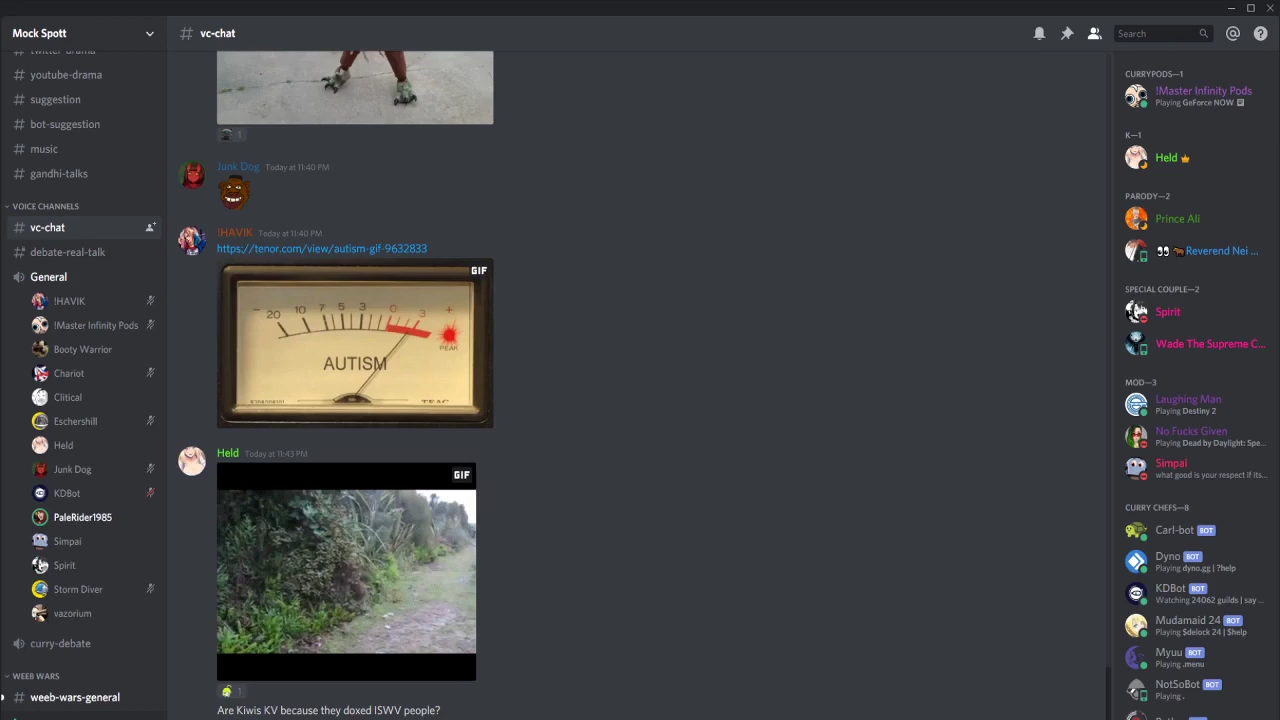 Mock Spott
twitter-drama
youtube-drama
suggestion
bot-suggestion
music
gandhi-talks
VOICE CHANNELS
vc-chat
debate-real-talk
General
!HAVIK
!Master Infinity Pods
Booty Warrior
Chariot
Clitical
Eschershill
Held
Junk Dog
KDBot
PaleRider1985
Simpai
Spirit
Storm Diver
vazorium
curry-debate
WEEB WARS
weeb-wars-general
vc-chat
Search
1
Junk Dog Today at 11:40 PM
!HAVIK Today at 11:40 PM
https://tenor.com/view/autism-gif-9632833
GIF
− 20 10 7 5 3 0 3 +
PEAK
AUTISM
TEAC
Held Today at 11:43 PM
GIF
1
Are Kiwis KV because they doxed ISWV people?
CURRYPODS—1
!Master Infinity Pods
Playing GeForce NOW
K—1
Held
PARODY—2
Prince Ali
Reverend Nei ...
SPECIAL COUPLE—2
Spirit
Wade The Supreme C...
MOD—3
Laughing Man
Playing Destiny 2
No Fucks Given
Playing Dead by Daylight: Spe...
Simpai
what good is your respect if its...
CURRY CHEFS—8
Carl-bot BOT
Dyno BOT
Playing dyno.gg | ?help
KDBot BOT
Watching 24062 guilds | say ...
Mudamaid 24 BOT
Playing $delock 24 | $help
Myuu BOT
Playing .menu
NotSoBot BOT
Playing .